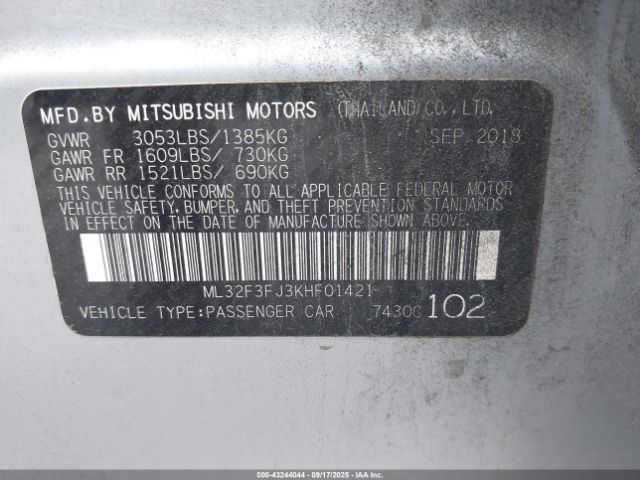 MFD.BY MITSUBISHI MOTORS (THAILAND) CO., LTD.
GVWR 3053LBS/1385KG SEP 2018
GAWR FR 1609LBS/ 730KG
GAWR RR 1521LBS/ 690KG
THIS VEHICLE CONFORMS TO ALL APPLICABLE FEDERAL MOTOR
VEHICLE SAFETY, BUMPER, AND THEFT PREVENTION STANDARDS
IN EFFECT ON THE DATE OF MANUFACTURE SHOWN ABOVE.
ML32F3FJ3KHF01421
VEHICLE TYPE:PASSENGER CAR 7430C 102
000-43244044 - 09/17/2025 - IAAI.COM